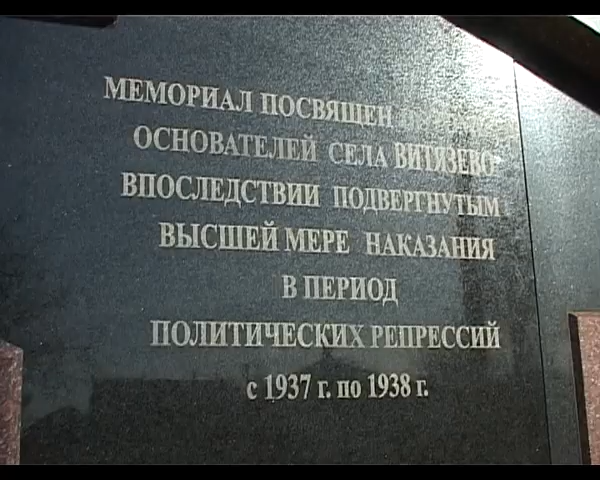 МЕМОРИАЛ ПОСВЯЩЕН
ОСНОВАТЕЛЕЙ СЕЛА ВИТЯЗЕВО
ВПОСЛЕДСТВИИ ПОДВЕРГНУТЫМ
ВЫСШЕЙ МЕРЕ НАКАЗАНИЯ
В ПЕРИОД
ПОЛИТИЧЕСКИХ РЕПРЕССИЙ
с 1937 г. по 1938 г.